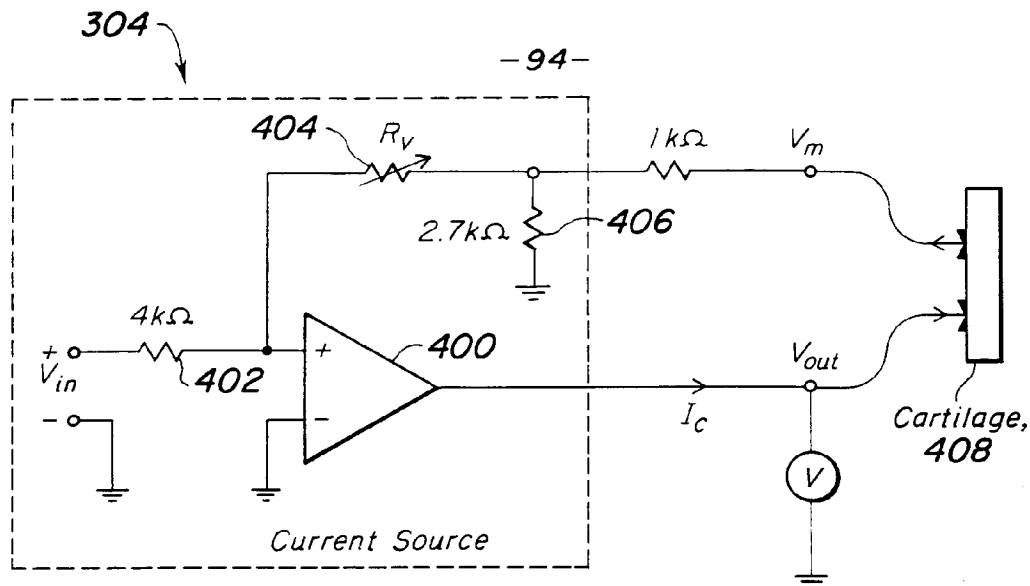 304
-94-
404
Rv
1kΩ
Vm
2.7kΩ
406
4kΩ
+
Vin
-
402
+
-
400
Ic
Vout
V
Cartilage,
408
Current Source